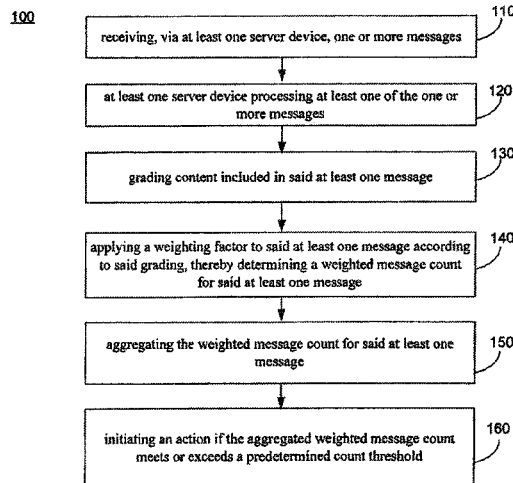 100
110
receiving, via at least one server device, one or more messages
120
at least one server device processing at least one of the one or
more messages
130
grading content included in said at least one message
140
applying a weighting factor to said at least one message according
to said grading, thereby determining a weighted message count
for said at least one message
150
aggregating the weighted message count for said at least one
message
160
initiating an action if the aggregated weighted message count
meets or exceeds a predetermined count threshold